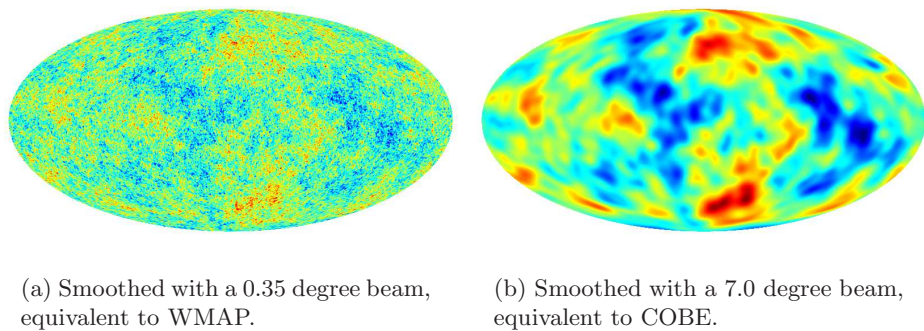 (a) Smoothed with a 0.35 degree beam,
equivalent to WMAP.
(b) Smoothed with a 7.0 degree beam,
equivalent to COBE.